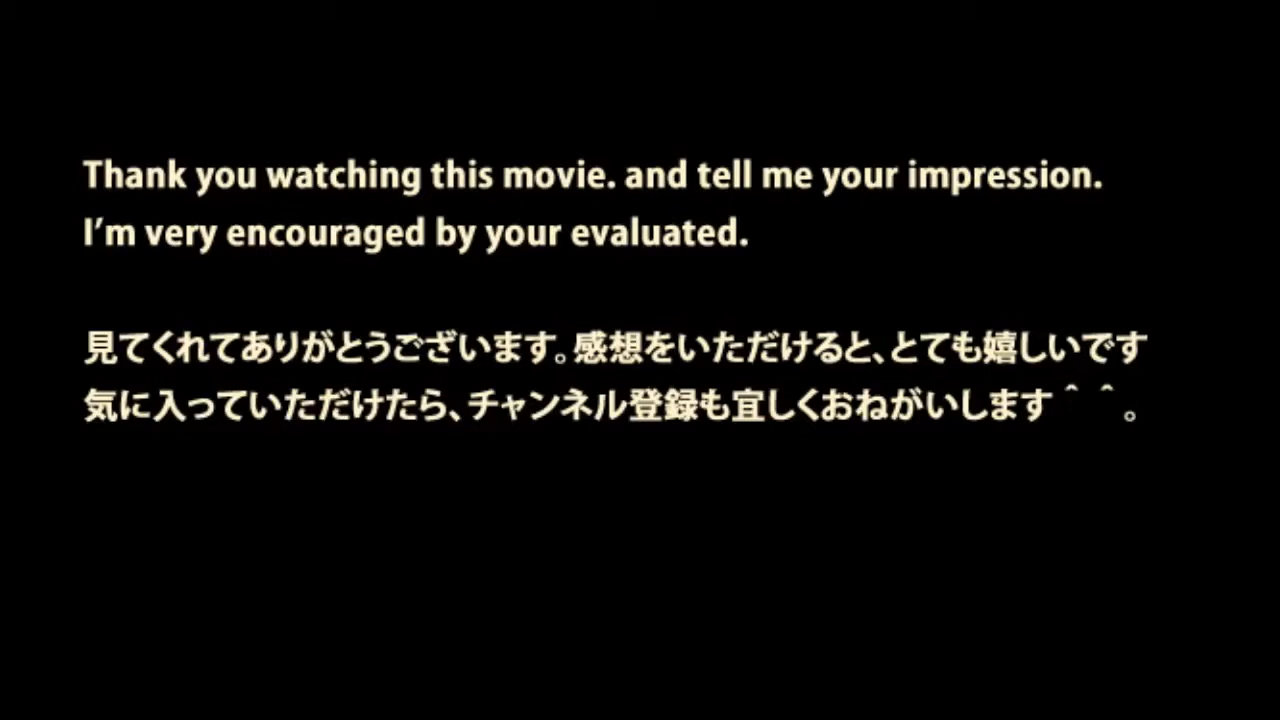 Thank you watching this movie. and tell me your impression.
I’m very encouraged by your evaluated.
見てくれてありがとうございます。感想をいただけると、とても嬉しいです
気に入っていただけたら、チャンネル登録も宜しくおねがいします＾＾。